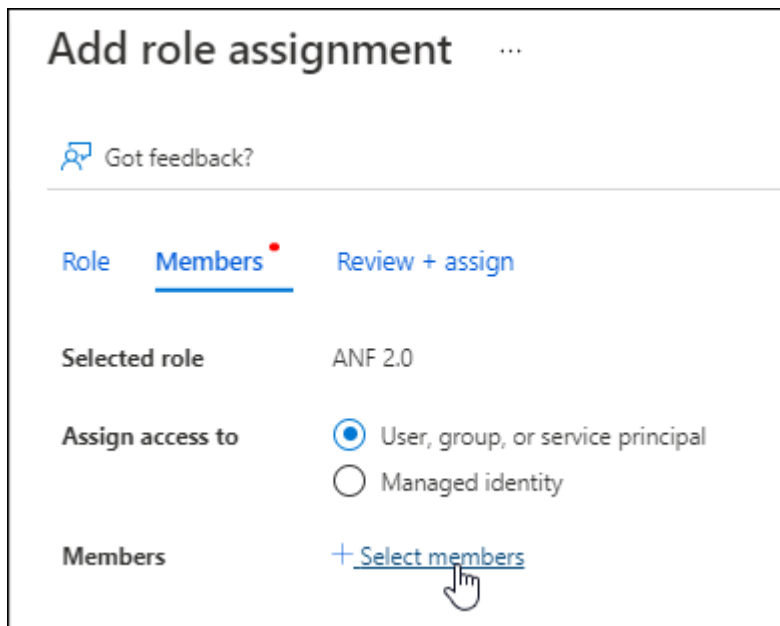 Add role assignment ...
Got feedback?
Role Members Review + assign
Selected role ANF 2.0
Assign access to User, group, or service principal
Managed identity
Members + Select members